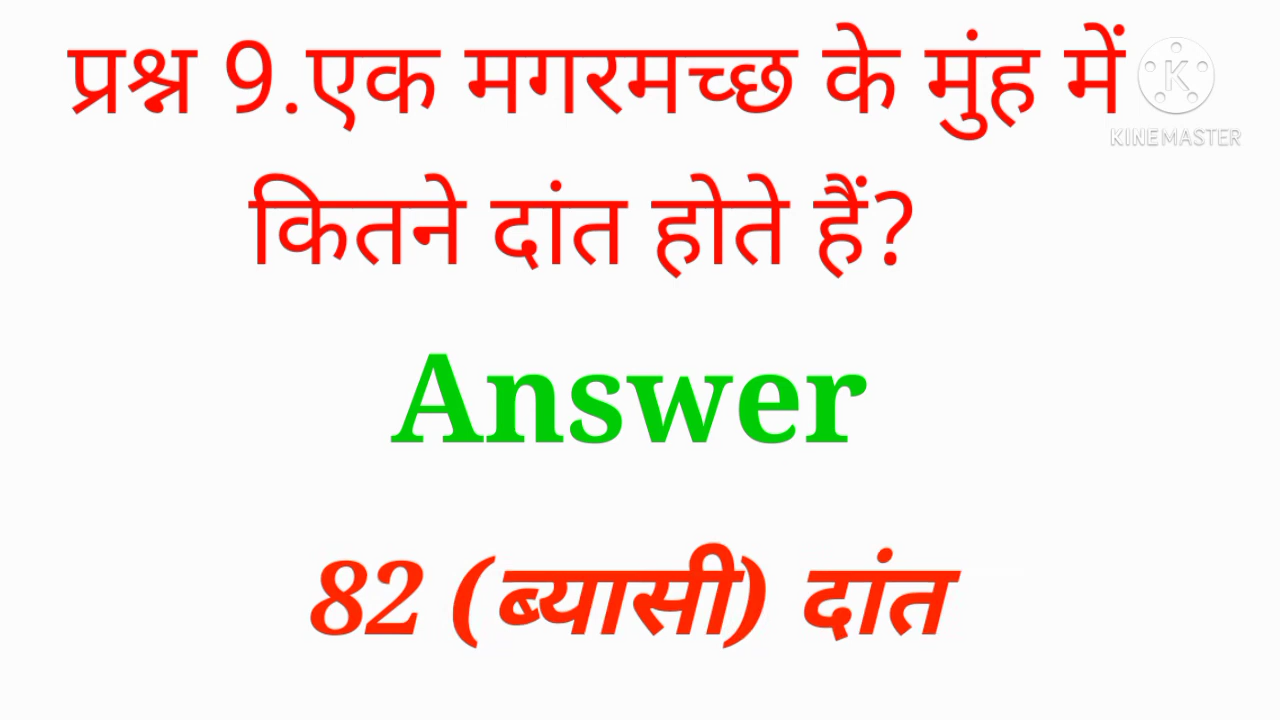 प्रश्न 9.एक मगरमच्छ के मुंह में
KINEMASTER
कितने दांत होते हैं?
Answer
82 (ब्यासी) दांत